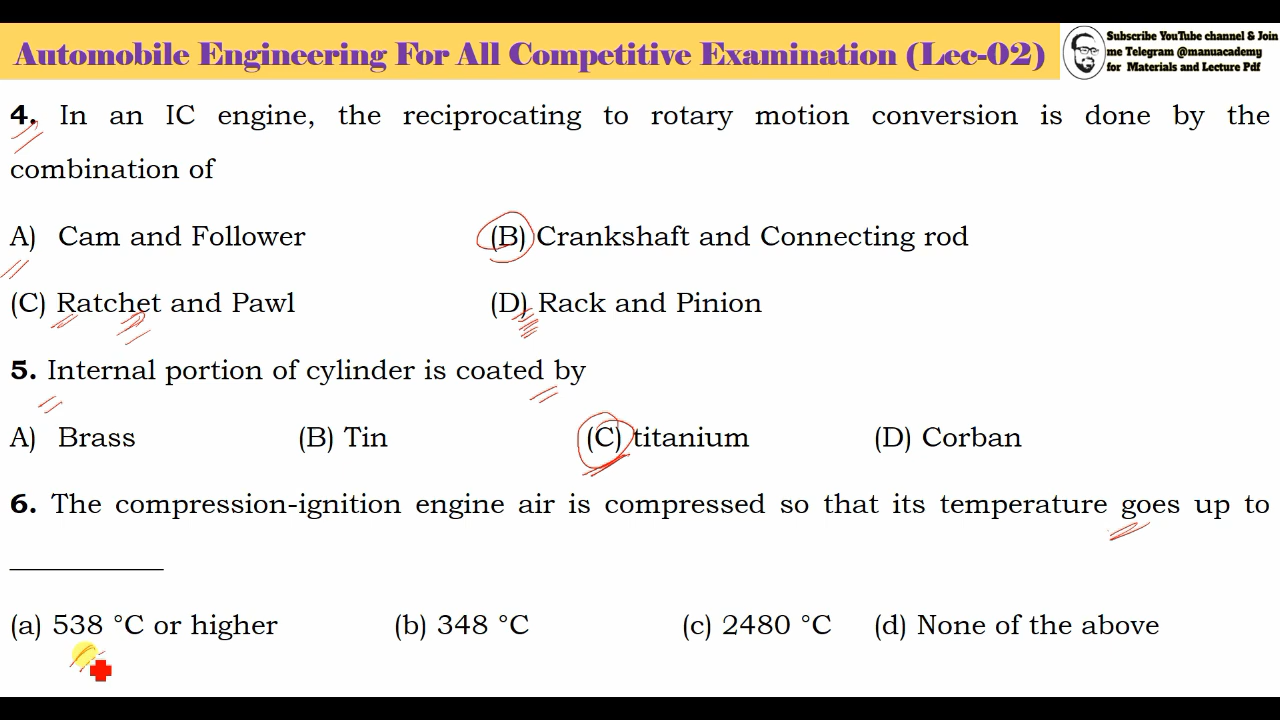 Automobile Engineering For All Competitive Examination (Lec-02)
Subscribe YouTube channel & Join
me Telegram @manuacademy
for Materials and Lecture Pdf
4. In an IC engine, the reciprocating to rotary motion conversion is done by the
combination of
A) Cam and Follower (B) Crankshaft and Connecting rod
(C) Ratchet and Pawl (D) Rack and Pinion
5. Internal portion of cylinder is coated by
A) Brass (B) Tin (C) titanium (D) Corban
6. The compression-ignition engine air is compressed so that its temperature goes up to
___________
(a) 538 °C or higher (b) 348 °C (c) 2480 °C (d) None of the above